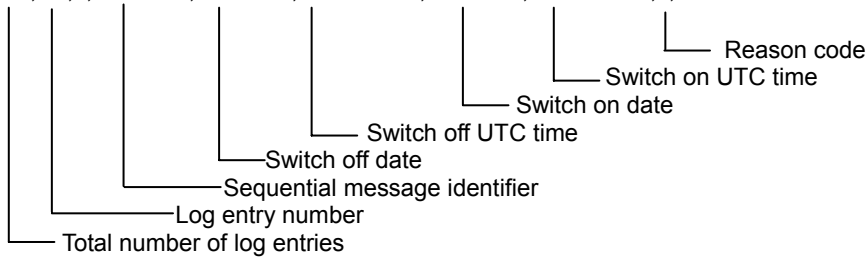 Reason code
Switch on UTC time
Switch on date
Switch off UTC time
Switch off date
Sequential message identifier
Log entry number
Total number of log entries